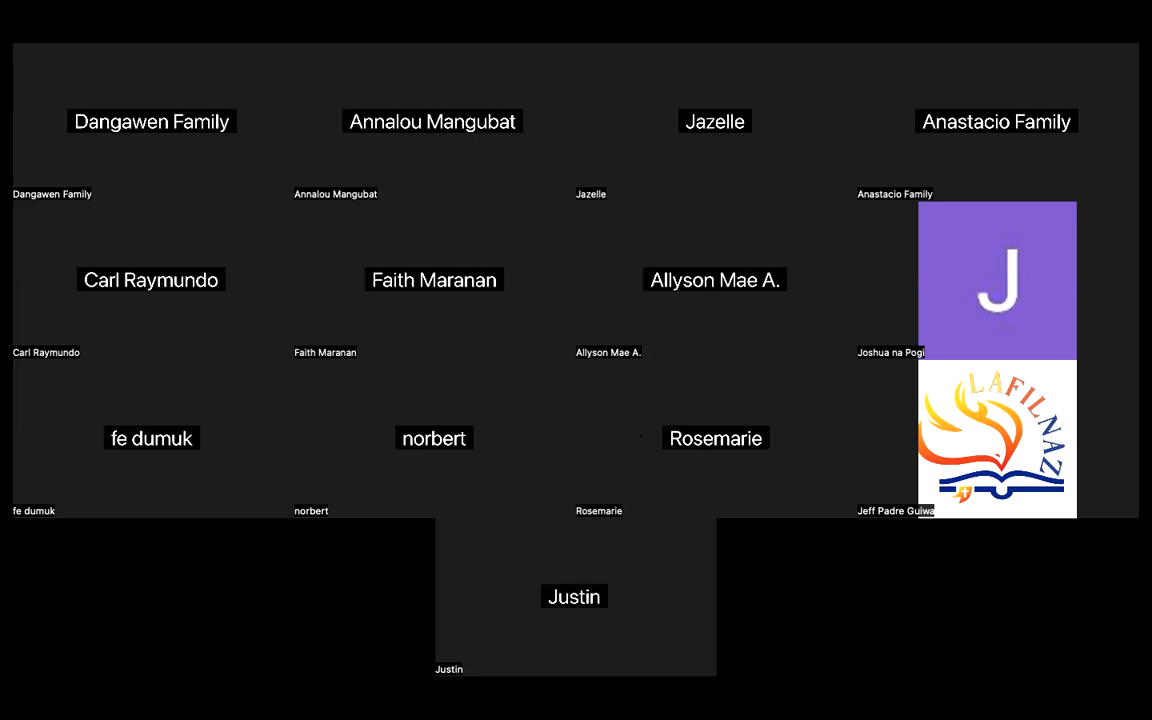 Dangawen Family
Annalou Mangubat
Jazelle
Anastacio Family
Dangawen Family
Annalou Mangubat
Jazelle
Anastacio Family
Carl Raymundo
Faith Maranan
Allyson Mae A.
J
Carl Raymundo
Faith Maranan
Allyson Mae A.
Joshua na Pogi
LAFILNAZ
fe dumuk
norbert
Rosemarie
fe dumuk
norbert
Rosemarie
Jeff Padre Guiwa
Justin
Justin